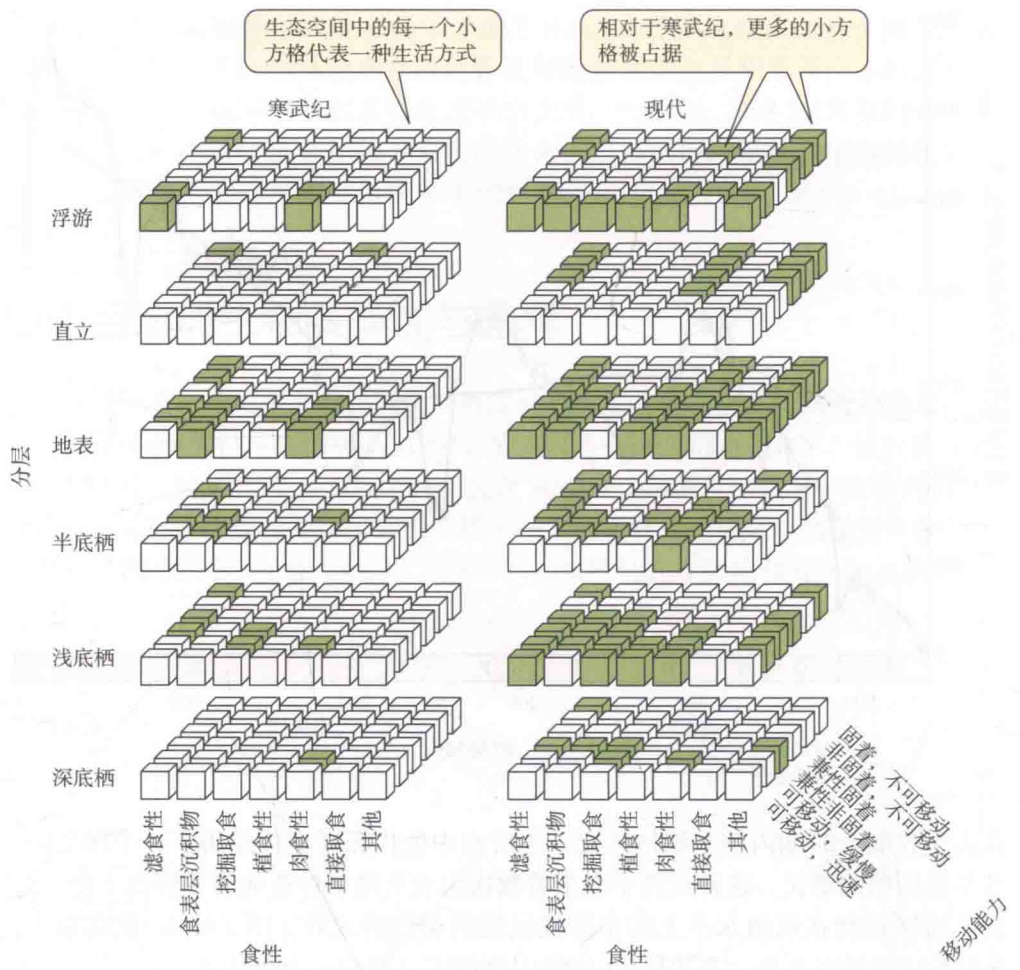 生态空间中的每一个小
方格代表一种生活方式
相对于寒武纪，更多的小方
格被占据
寒武纪
现代
分层
浮游
直立
地表
半底栖
浅底栖
深底栖
滤食性
食表层沉积物
挖掘取食
植食性
肉食性
直接取食
其他
食性
滤食性
食表层沉积物
挖掘取食
植食性
肉食性
直接取食
其他
食性
固着，不可移动
非固着，不可移动
兼性固着
兼性非固着
可移动，缓慢
可移动，迅速
移动能力